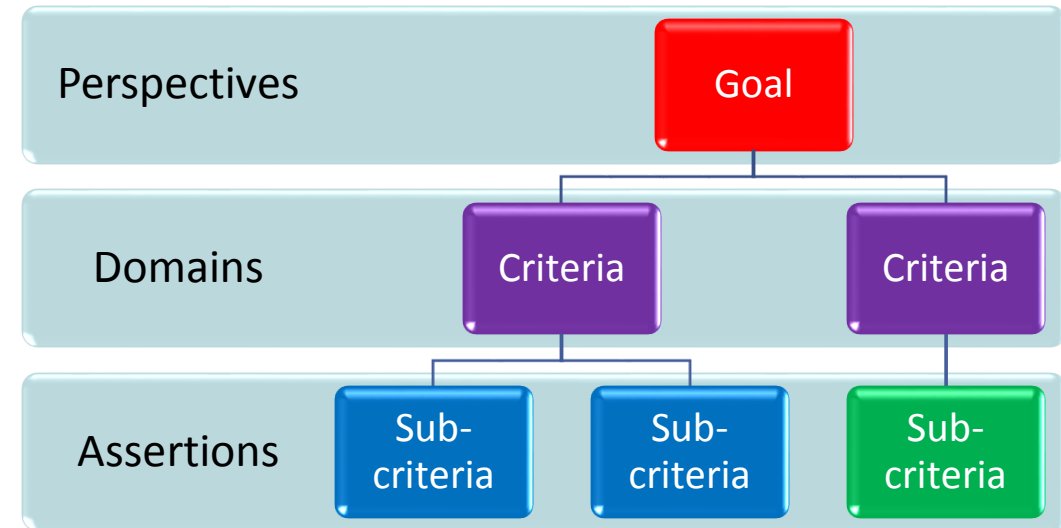 Perspectives
Goal
Domains
Criteria
Criteria
Assertions
Sub-
criteria
Sub-
criteria
Sub-
criteria